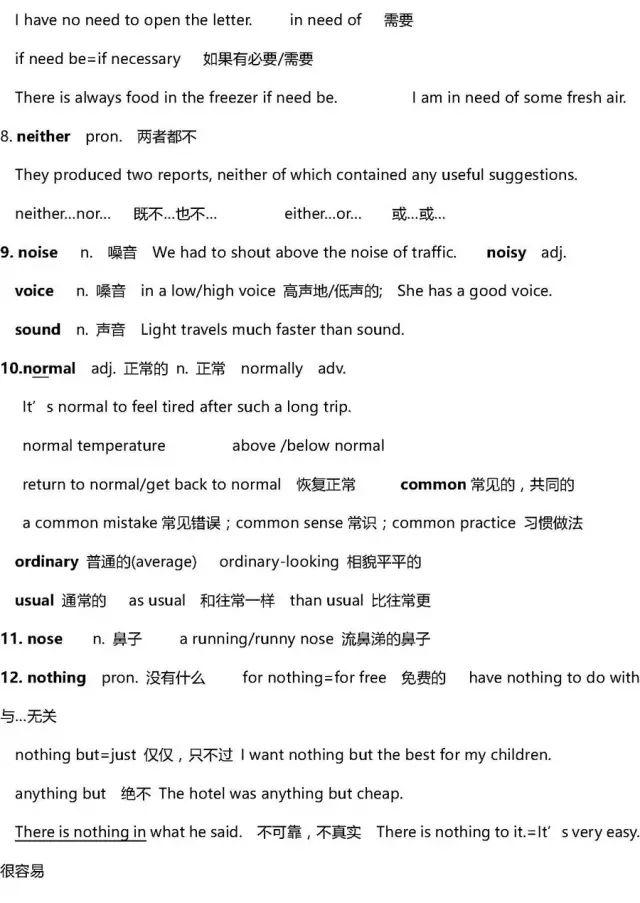 I have no need to open the letter. in need of 需要
if need be=if necessary 如果有必要/需要
There is always food in the freezer if need be. I am in need of some fresh air.
8. neither pron. 两者都不
They produced two reports, neither of which contained any useful suggestions.
neither...nor... 既不...也不... either...or... 或...或...
9. noise n. 噪音 We had to shout above the noise of traffic. noisy adj.
voice n. 嗓音 in a low/high voice 高声地/低声的; She has a good voice.
sound n. 声音 Light travels much faster than sound.
10.normal adj. 正常的 n. 正常 normally adv.
It's normal to feel tired after such a long trip.
normal temperature above /below normal
return to normal/get back to normal 恢复正常 common 常见的，共同的
a common mistake 常见错误；common sense 常识；common practice 习惯做法
ordinary 普通的(average) ordinary-looking 相貌平平的
usual 通常的 as usual 和往常一样 than usual 比往常更
11. nose n. 鼻子 a running/runny nose 流鼻涕的鼻子
12. nothing pron. 没有什么 for nothing=for free 免费的 have nothing to do with
与...无关
nothing but=just 仅仅，只不过 I want nothing but the best for my children.
anything but 绝不 The hotel was anything but cheap.
There is nothing in what he said. 不可靠，不真实 There is nothing to it.=It's very easy.
很容易